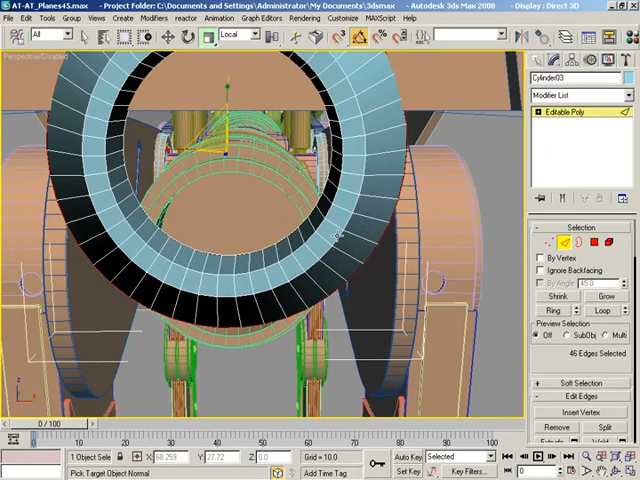 AT-AT_Planes45.max - Project Folder: C:\Documents and Settings\Administrator\My Documents\3dsmax - Autodesk 3ds Max 2008 - Display : Direct 3D
File Edit Tools Group Views Create Modifiers reactor Animation Graph Editors Rendering Customize MAXScript Help
All
Local
Perspective/Disabled
Cylinder03
Modifier List
Editable Poly
Selection
By Vertex
Ignore Backfacing
By Angle: 45.0
Shrink Grow
Ring Loop
Preview Selection
Off SubObj Multi
46 Edges Selected
Soft Selection
Edit Edges
Insert Vertex
Remove Split
Extrude Weld
0 / 100
0 10 20 30 40 50 60 70 80 90 100
1 Object Sele X 68.259 Y 27.72 Z 0.0 Grid = 10.0 Auto Key Selected
Pick Target Object Normal Add Time Tag Set Key Key Filters... 0